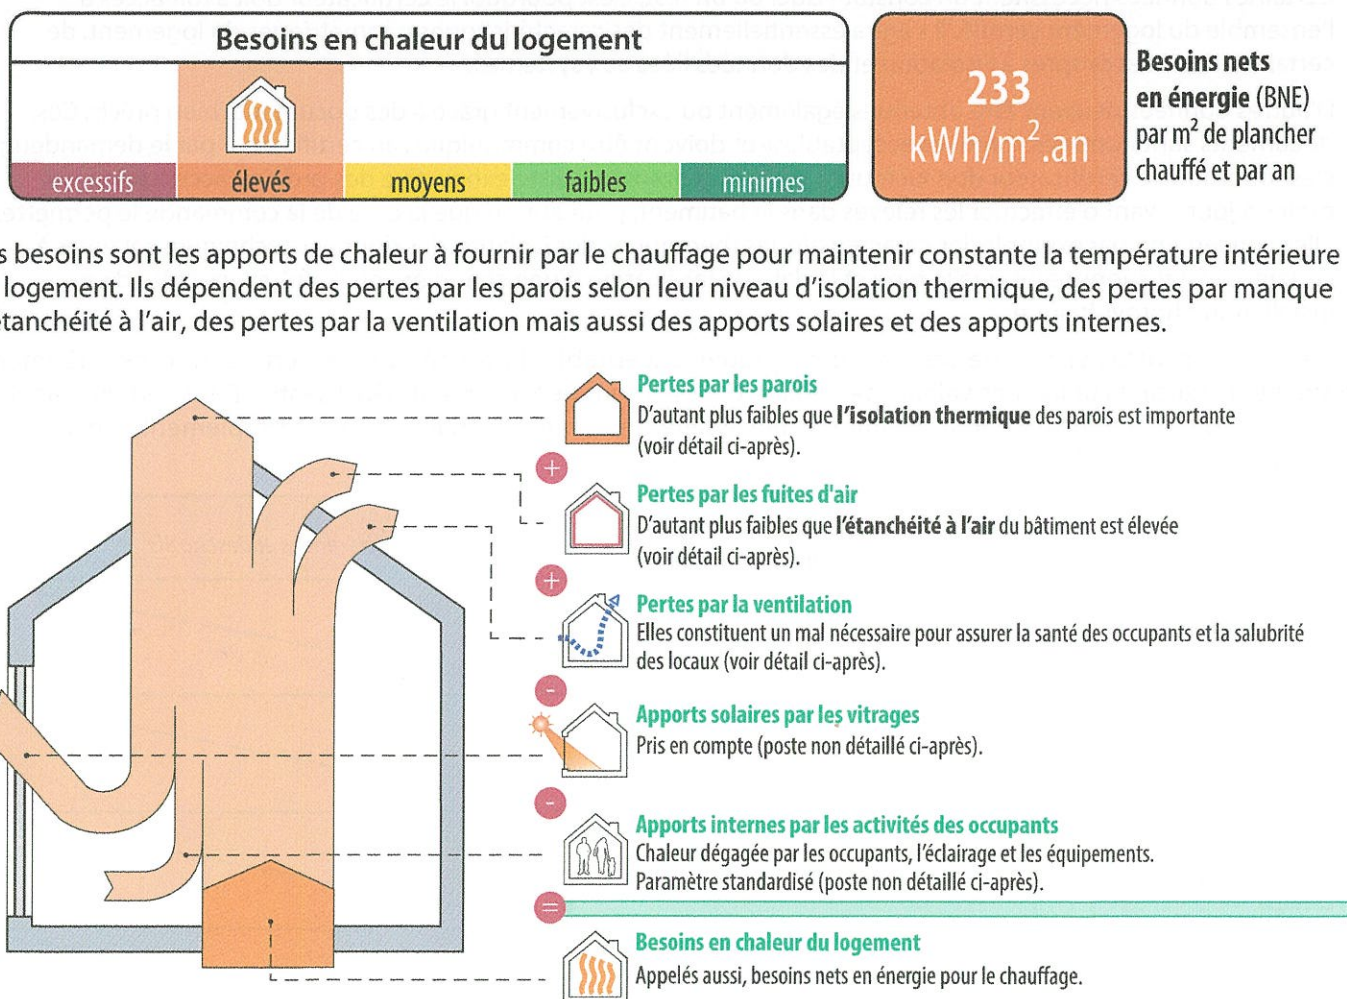 Besoins en chaleur du logement
excessifs
élevés
moyens
faibles
minimes
233
kWh/m².an
Besoins nets
en énergie (BNE)
par m² de plancher
chauffé et par an
s besoins sont les apports de chaleur à fournir par le chauffage pour maintenir constante la température intérieure
logement. Ils dépendent des pertes par les parois selon leur niveau d'isolation thermique, des pertes par manque
étanchéité à l'air, des pertes par la ventilation mais aussi des apports solaires et des apports internes.
Pertes par les parois
D'autant plus faibles que l'isolation thermique des parois est importante
(voir détail ci-après).
+
Pertes par les fuites d'air
D'autant plus faibles que l'étanchéité à l'air du bâtiment est élevée
(voir détail ci-après).
+
Pertes par la ventilation
Elles constituent un mal nécessaire pour assurer la santé des occupants et la salubrité
des locaux (voir détail ci-après).
-
Apports solaires par les vitrages
Pris en compte (poste non détaillé ci-après).
-
Apports internes par les activités des occupants
Chaleur dégagée par les occupants, l'éclairage et les équipements.
Paramètre standardisé (poste non détaillé ci-après).
=
Besoins en chaleur du logement
Appelés aussi, besoins nets en énergie pour le chauffage.